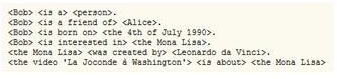 <Bob> <is a> <person>.
<Bob> <is a friend of> <Alice>.
<Bob> <is born on> <the 4th of July 1990>.
<Bob> <is interested in> <the Mona Lisa>.
<the Mona Lisa> <was created by> <Leonardo da Vinci>.
<the video 'La Joconde à Washington'> <is about> <the Mona Lisa>